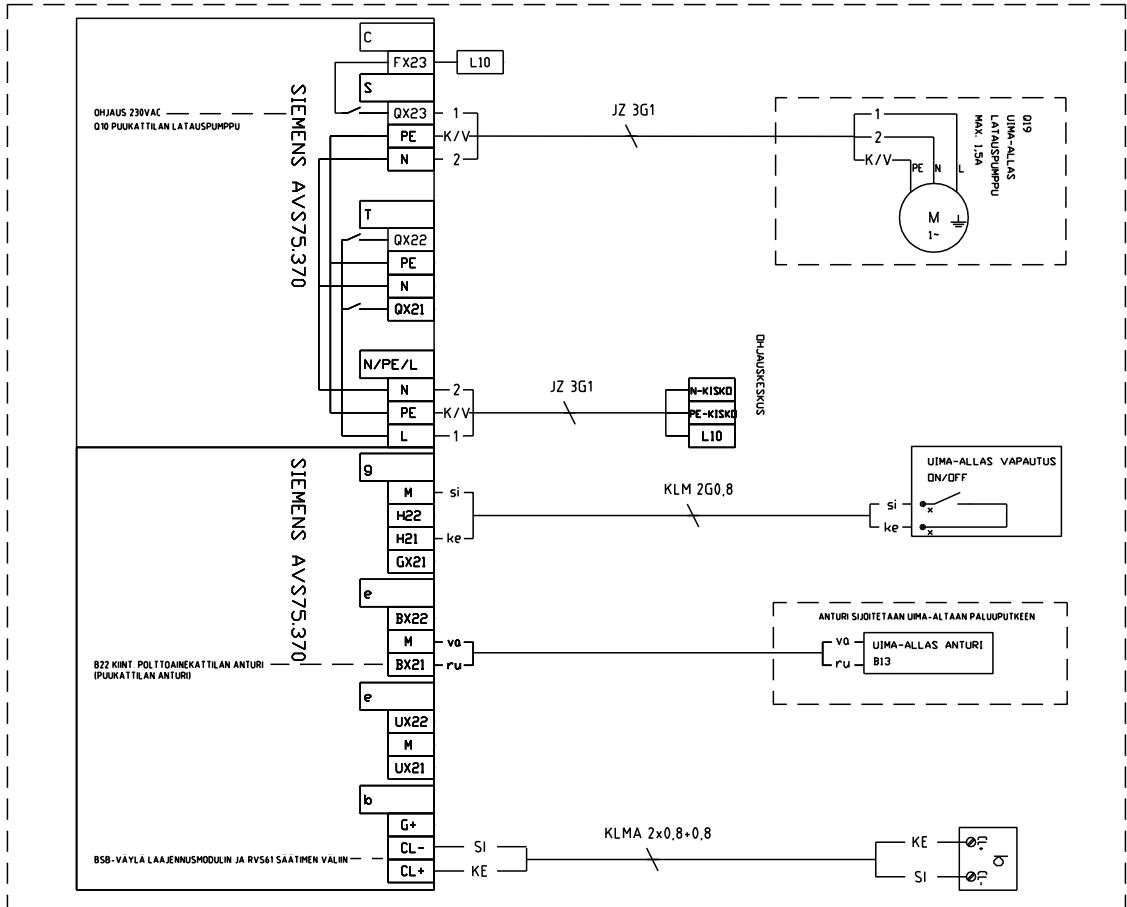 C
FX23
L10
S
OHJAUS 230VAC
Q10 PUUKATTILAN LATAUSPUMPPU
SIEMENS AVS75.370
QX23
1
PE
K/V
N
2
JZ 3G1
1
2
K/V
PE
N
L
M
1~
Q19
UIMA-ALLAS
LATAUSPUMPPU
MAX. 1,5A
T
QX22
PE
N
QX21
N/PE/L
N
2
PE
K/V
L
1
JZ 3G1
N-KISKO
PE-KISKO
L10
OHJAUSKESKUS
SIEMENS AVS75.370
g
M
si
H22
H21
ke
GX21
KLM 2G0,8
si
ke
UIMA-ALLAS VAPAUTUS
ON/OFF
x
x
e
BX22
M
va
BX21
ru
B22 KIINT. POLTTOAINEKATTILAN ANTURI
(PUUKATTILAN ANTURI)
ANTURI SIJOITETAAN UIMA-ALTAAN PALUUPUTKEEN
va
ru
UIMA-ALLAS ANTURI
B13
e
UX22
M
UX21
b
G+
CL-
SI
CL+
KE
BSB-VÄYLÄ LAAJENNUSMODULIN JA RVS61 SÄÄTIMEN VÄLIIN
KLMA 2x0,8+0,8
KE
SI
CL+
CL-
b